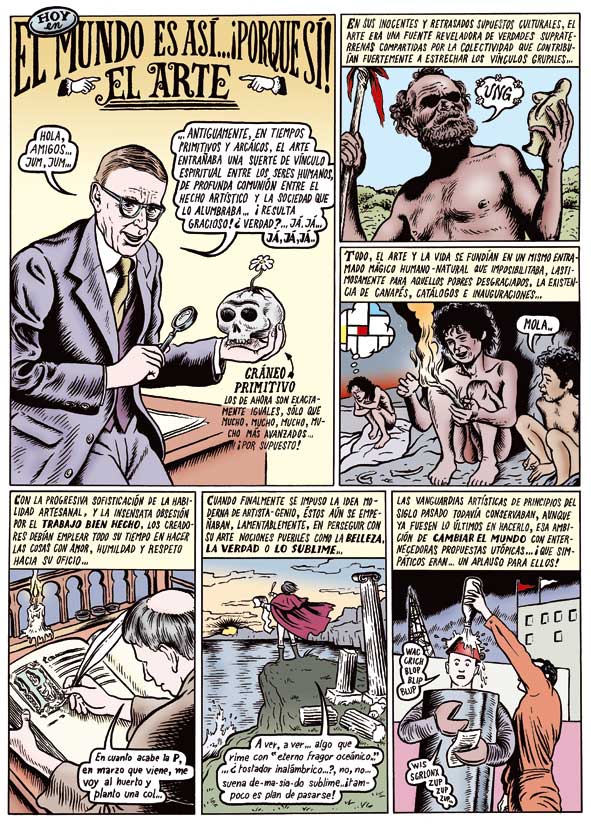 HOY
en
EL MUNDO ES ASÍ...¡PORQUE SÍ!
EL ARTE
HOLA,
AMIGOS...
JUM, JUM...
...ANTIGUAMENTE, EN TIEMPOS
PRIMITIVOS Y ARCÁICOS, EL ARTE
ENTRAÑABA UNA SUERTE DE VÍNCULO
ESPIRITUAL ENTRE LOS SERES HUMANOS,
DE PROFUNDA COMUNIÓN ENTRE EL
HECHO ARTÍSTICO Y LA SOCIEDAD QUE
LO ALUMBRABA... ¡RESULTA
GRACIOSO! ¿VERDAD?... JÁ, JÁ...
JÁ, JÁ, JÁ..
CRÁNEO
PRIMITIVO
LOS DE AHORA SON EXACTA-
MENTE IGUALES, SÓLO QUE
MUCHO, MUCHO, MUCHO, MU-
CHO MÁS AVANZADOS...
¡POR SUPUESTO!
EN SUS INOCENTES Y RETRASADOS SUPUESTOS CULTURALES, EL
ARTE ERA UNA FUENTE REVELADORA DE VERDADES SUPRATE-
RRENAS COMPARTIDAS POR LA COLECTIVIDAD QUE CONTRIBU-
ÍAN FUERTEMENTE A ESTRECHAR LOS VÍNCULOS GRUPALES...
UNG
TODO, EL ARTE Y LA VIDA SE FUNDÍAN EN UN MISMO ENTRA-
MADO MÁGICO HUMANO-NATURAL QUE IMPOSIBILITABA, LASTI-
MOSAMENTE PARA AQUELLOS POBRES DESGRACIADOS, LA EXISTEN-
CIA DE CANAPÉS, CATÁLOGOS E INAUGURACIONES...
MOLA..
CON LA PROGRESIVA SOFISTICACIÓN DE LA HABI-
LIDAD ARTESANAL, Y LA INSENSATA OBSESIÓN
POR EL TRABAJO BIEN HECHO, LOS CREADO-
RES DEBÍAN EMPLEAR TODO SU TIEMPO EN HACER
LAS COSAS CON AMOR, HUMILDAD Y RESPETO
HACIA SU OFICIO...
En cuanto acabe la P,
en marzo que viene, me
voy al huerto y
planto una col...
CUANDO FINALMENTE SE IMPUSO LA IDEA MO-
DERNA DE ARTISTA-GENIO, ÉSTOS AÚN SE EMPE-
ÑABAN, LAMENTABLEMENTE, EN PERSEGUIR CON
SU ARTE NOCIONES PUERILES COMO LA BELLEZA,
LA VERDAD O LO SUBLIME...
A ver, a ver... algo que
rime con "eterno fragor oceánico.."
...¿tostador inalámbrico...?, no, no...
suena de-ma-sia-do sublime...¡tam-
poco es plan de pasarse!
LAS VANGUARDIAS ARTÍSTICAS DE PRINCIPIOS DEL
SIGLO PASADO TODAVÍA CONSERVABAN, AUNQUE
YA FUESEN LO ÚLTIMOS EN HACERLO, ESA AMBI-
CIÓN DE CAMBIAR EL MUNDO CON ENTER-
NECEDORAS PROPUESTAS UTÓPICAS... ¡QUE SIM-
PÁTICOS ERAN... UN APLAUSO PARA ELLOS!
WAC
CRICH
BLOP
BLIP
BLUP
WIS
SGRLONX
ZUP
ZUP
ZUP..